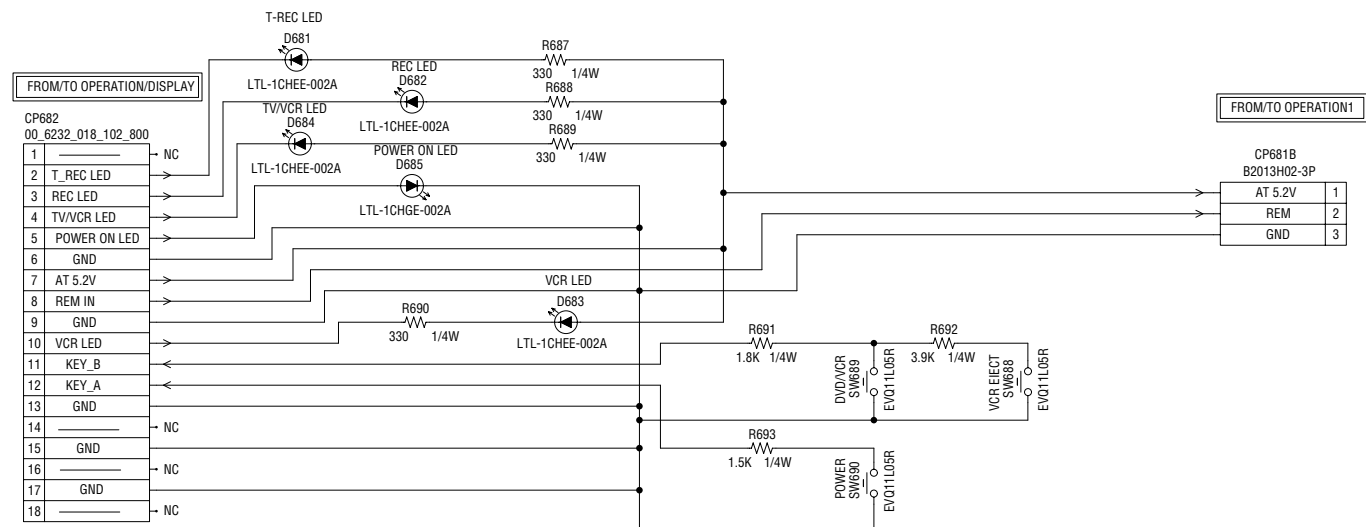 T-REC LED
D681
LTL-1CHEE-002A
R687
330 1/4W
REC LED
D682
LTL-1CHEE-002A
R688
330 1/4W
TV/VCR LED
D684
LTL-1CHEE-002A
R689
330 1/4W
POWER ON LED
D685
LTL-1CHGE-002A
FROM/TO OPERATION/DISPLAY
CP682
00_6232_018_102_800
1 NC
2 T_REC LED
3 REC LED
4 TV/VCR LED
5 POWER ON LED
6 GND
7 AT 5.2V
8 REM IN
9 GND
10 VCR LED
11 KEY_B
12 KEY_A
13 GND
14 NC
15 GND
16 NC
17 GND
18 NC
FROM/TO OPERATION1
CP681B
B2013H02-3P
AT 5.2V 1
REM 2
GND 3
VCR LED
D683
LTL-1CHEE-002A
R690
330 1/4W
R691
1.8K 1/4W
R692
3.9K 1/4W
DVD/VCR
SW689
EVQ11L05R
VCR EJECT
SW688
EVQ11L05R
R693
1.5K 1/4W
POWER
SW690
EVQ11L05R